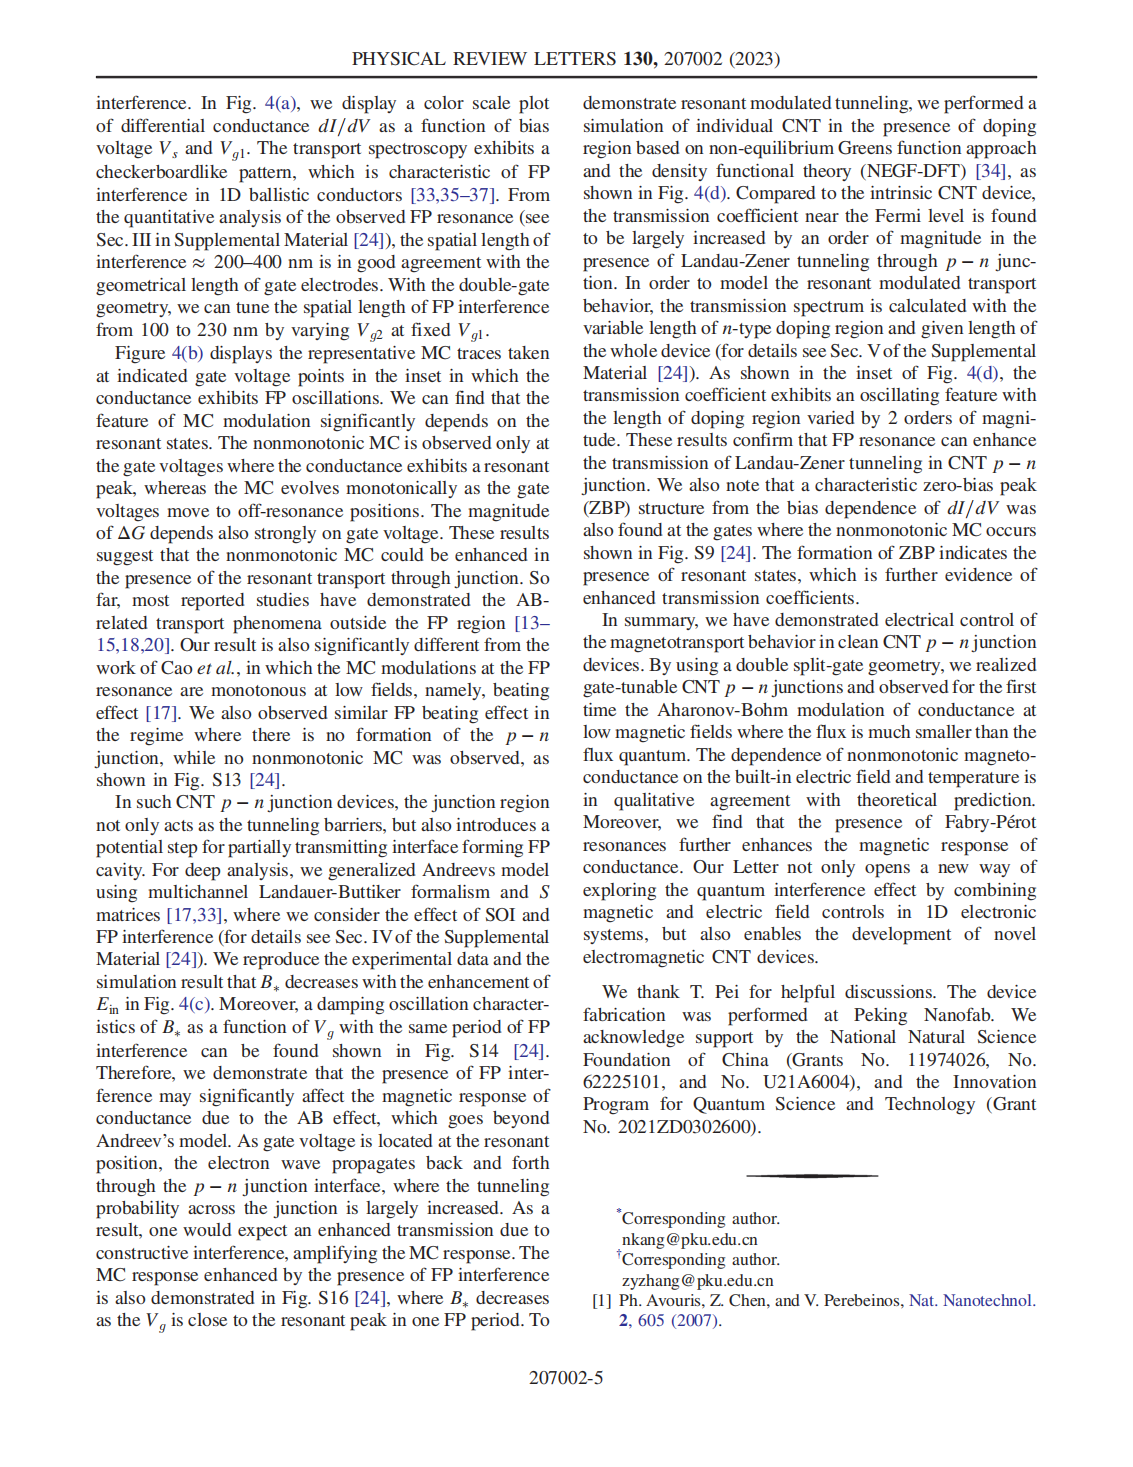 PHYSICAL REVIEW LETTERS 130, 207002 (2023)
interference. In Fig. 4(a), we display a color scale plot
of differential conductance dI/dV as a function of bias
voltage Vs and Vg1. The transport spectroscopy exhibits a
checkerboardlike pattern, which is characteristic of FP
interference in 1D ballistic conductors [33,35–37]. From
the quantitative analysis of the observed FP resonance (see
Sec. III in Supplemental Material [24]), the spatial length of
interference ≈ 200–400 nm is in good agreement with the
geometrical length of gate electrodes. With the double-gate
geometry, we can tune the spatial length of FP interference
from 100 to 230 nm by varying Vg2 at fixed Vg1.
Figure 4(b) displays the representative MC traces taken
at indicated gate voltage points in the inset in which the
conductance exhibits FP oscillations. We can find that the
feature of MC modulation significantly depends on the
resonant states. The nonmonotonic MC is observed only at
the gate voltages where the conductance exhibits a resonant
peak, whereas the MC evolves monotonically as the gate
voltages move to off-resonance positions. The magnitude
of ΔG depends also strongly on gate voltage. These results
suggest that the nonmonotonic MC could be enhanced in
the presence of the resonant transport through junction. So
far, most reported studies have demonstrated the AB-
related transport phenomena outside the FP region [13–
15,18,20]. Our result is also significantly different from the
work of Cao et al., in which the MC modulations at the FP
resonance are monotonous at low fields, namely, beating
effect [17]. We also observed similar FP beating effect in
the regime where there is no formation of the p − n
junction, while no nonmonotonic MC was observed, as
shown in Fig. S13 [24].
In such CNT p − n junction devices, the junction region
not only acts as the tunneling barriers, but also introduces a
potential step for partially transmitting interface forming FP
cavity. For deep analysis, we generalized Andreevs model
using multichannel Landauer-Buttiker formalism and S
matrices [17,33], where we consider the effect of SOI and
FP interference (for details see Sec. IV of the Supplemental
Material [24]). We reproduce the experimental data and the
simulation result that B* decreases with the enhancement of
Ein in Fig. 4(c). Moreover, a damping oscillation character-
istics of B* as a function of Vg with the same period of FP
interference can be found shown in Fig. S14 [24].
Therefore, we demonstrate that the presence of FP inter-
ference may significantly affect the magnetic response of
conductance due to the AB effect, which goes beyond
Andreev's model. As gate voltage is located at the resonant
position, the electron wave propagates back and forth
through the p − n junction interface, where the tunneling
probability across the junction is largely increased. As a
result, one would expect an enhanced transmission due to
constructive interference, amplifying the MC response. The
MC response enhanced by the presence of FP interference
is also demonstrated in Fig. S16 [24], where B* decreases
as the Vg is close to the resonant peak in one FP period. To
demonstrate resonant modulated tunneling, we performed a
simulation of individual CNT in the presence of doping
region based on non-equilibrium Greens function approach
and the density functional theory (NEGF-DFT) [34], as
shown in Fig. 4(d). Compared to the intrinsic CNT device,
the transmission coefficient near the Fermi level is found
to be largely increased by an order of magnitude in the
presence of Landau-Zener tunneling through p − n junc-
tion. In order to model the resonant modulated transport
behavior, the transmission spectrum is calculated with the
variable length of n-type doping region and given length of
the whole device (for details see Sec. V of the Supplemental
Material [24]). As shown in the inset of Fig. 4(d), the
transmission coefficient exhibits an oscillating feature with
the length of doping region varied by 2 orders of magni-
tude. These results confirm that FP resonance can enhance
the transmission of Landau-Zener tunneling in CNT p − n
junction. We also note that a characteristic zero-bias peak
(ZBP) structure from the bias dependence of dI/dV was
also found at the gates where the nonmonotonic MC occurs
shown in Fig. S9 [24]. The formation of ZBP indicates the
presence of resonant states, which is further evidence of
enhanced transmission coefficients.
In summary, we have demonstrated electrical control of
the magnetotransport behavior in clean CNT p − n junction
devices. By using a double split-gate geometry, we realized
gate-tunable CNT p − n junctions and observed for the first
time the Aharonov-Bohm modulation of conductance at
low magnetic fields where the flux is much smaller than the
flux quantum. The dependence of nonmonotonic magneto-
conductance on the built-in electric field and temperature is
in qualitative agreement with theoretical prediction.
Moreover, we find that the presence of Fabry-Pérot
resonances further enhances the magnetic response of
conductance. Our Letter not only opens a new way of
exploring the quantum interference effect by combining
magnetic and electric field controls in 1D electronic
systems, but also enables the development of novel
electromagnetic CNT devices.
We thank T. Pei for helpful discussions. The device
fabrication was performed at Peking Nanofab. We
acknowledge support by the National Natural Science
Foundation of China (Grants No. 11974026, No.
62225101, and No. U21A6004), and the Innovation
Program for Quantum Science and Technology (Grant
No. 2021ZD0302600).
*Corresponding author.
nkang@pku.edu.cn
†Corresponding author.
zyzhang@pku.edu.cn
[1] Ph. Avouris, Z. Chen, and V. Perebeinos, Nat. Nanotechnol.
2, 605 (2007).
207002-5